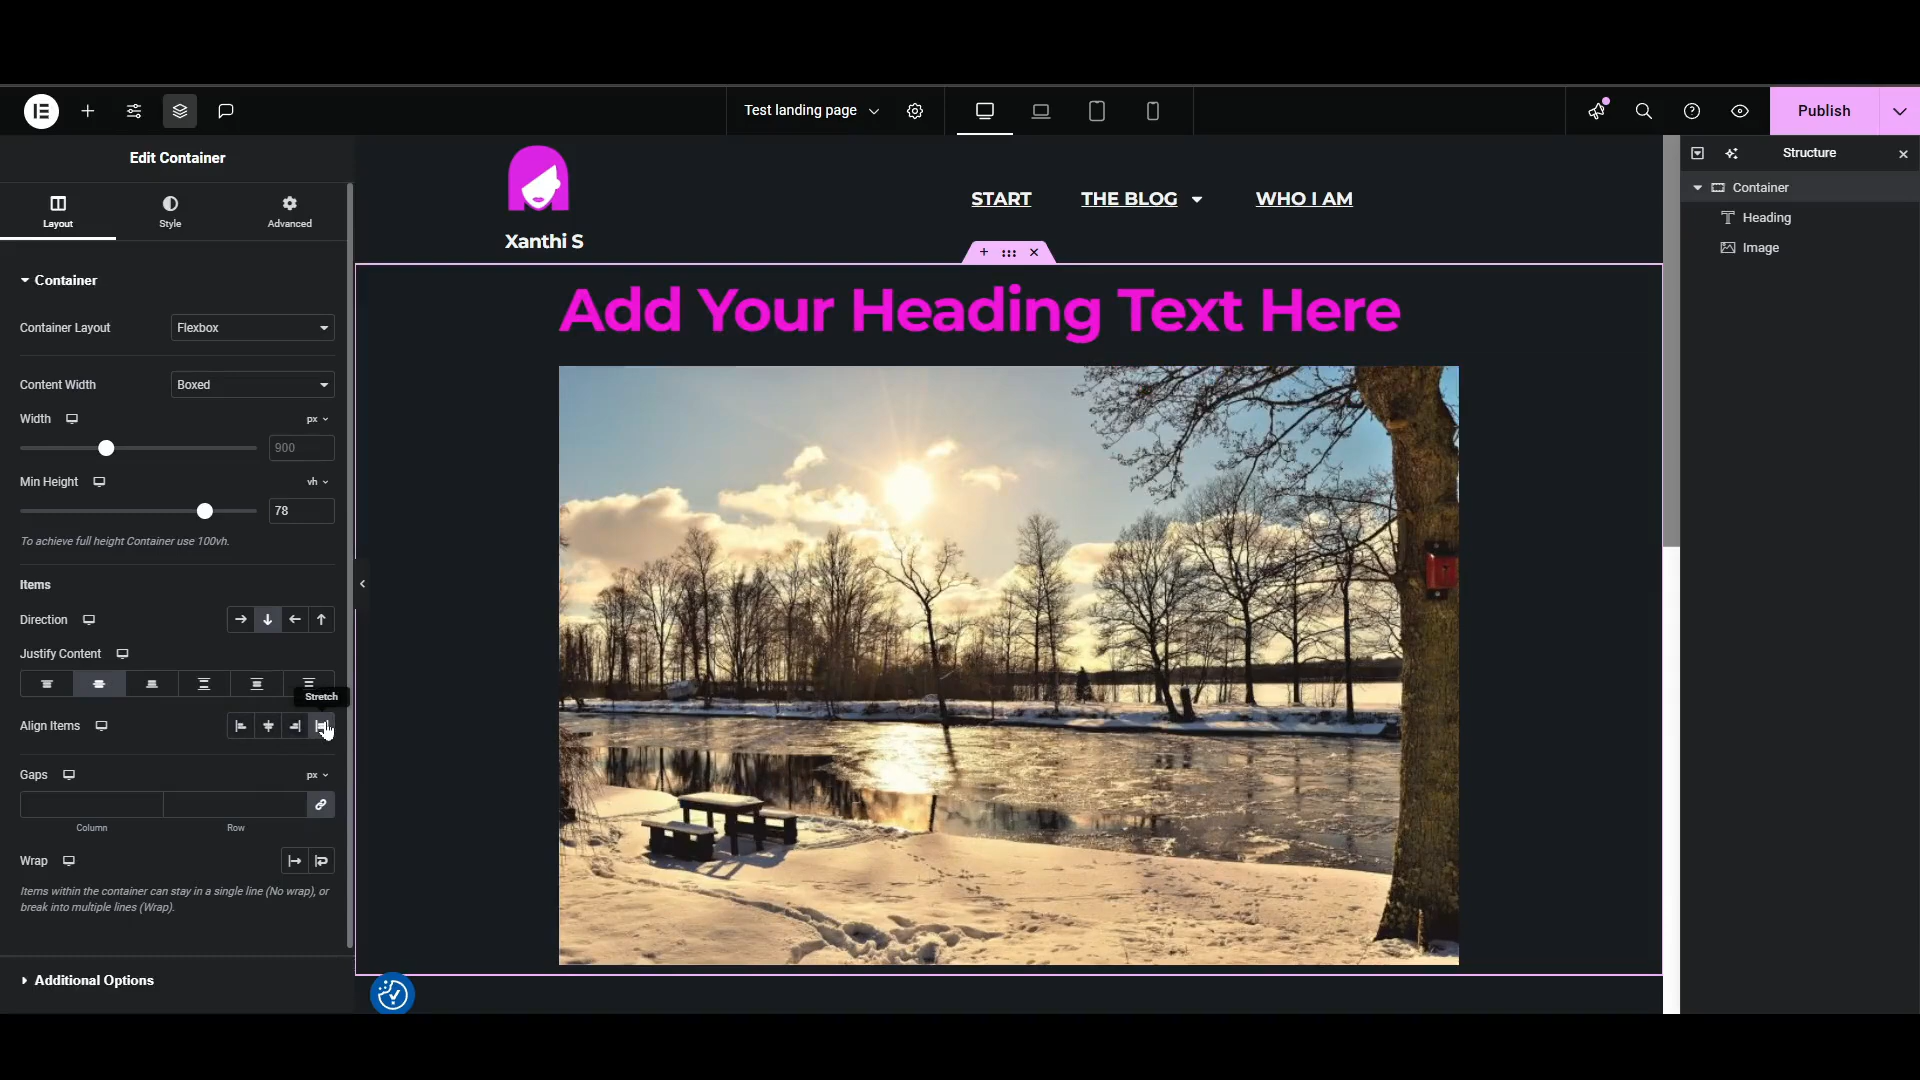 Test landing page
Publish
Edit Container
Layout
Style
Advanced
Container
Container Layout
Flexbox
Content Width
Boxed
Width
px
900
Min Height
vh
78
To achieve full height Container use 100vh.
Items
Direction
Justify Content
Stretch
Align Items
Gaps
px
Column
Row
Wrap
Items within the container can stay in a single line (No wrap), or
break into multiple lines (Wrap).
Additional Options
Xanthi S
START
THE BLOG
WHO I AM
Add Your Heading Text Here
Structure
Container
Heading
Image